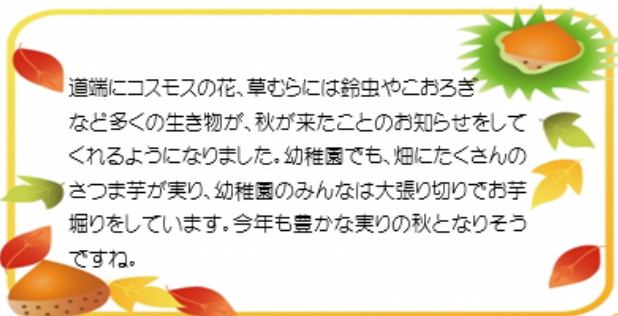 道端にコスモスの花、草むらには鈴虫やこおろぎ
など多くの生き物が、秋が来たことのお知らせをして
くれるようになりました。幼稚園でも、畑にたくさんの
さつま芋が実り、幼稚園のみんなは大張り切りでお芋
堀りをしています。今年も豊かな実りの秋となりそう
ですね。